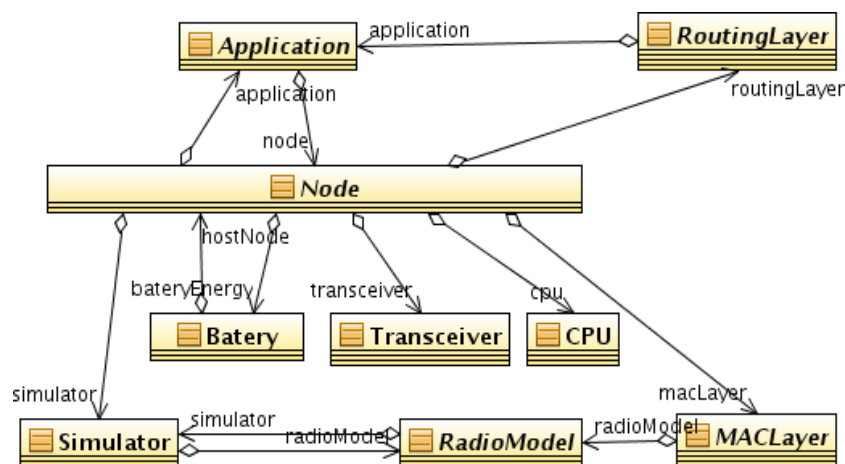 application
Application
RoutingLayer
application
routingLayer
node
Node
hostNode
bateryEnergy
transceiver
cpu
Batery
Transceiver
CPU
simulator
macLayer
simulator
radioModel
radioModel
Simulator
RadioModel
MACLayer